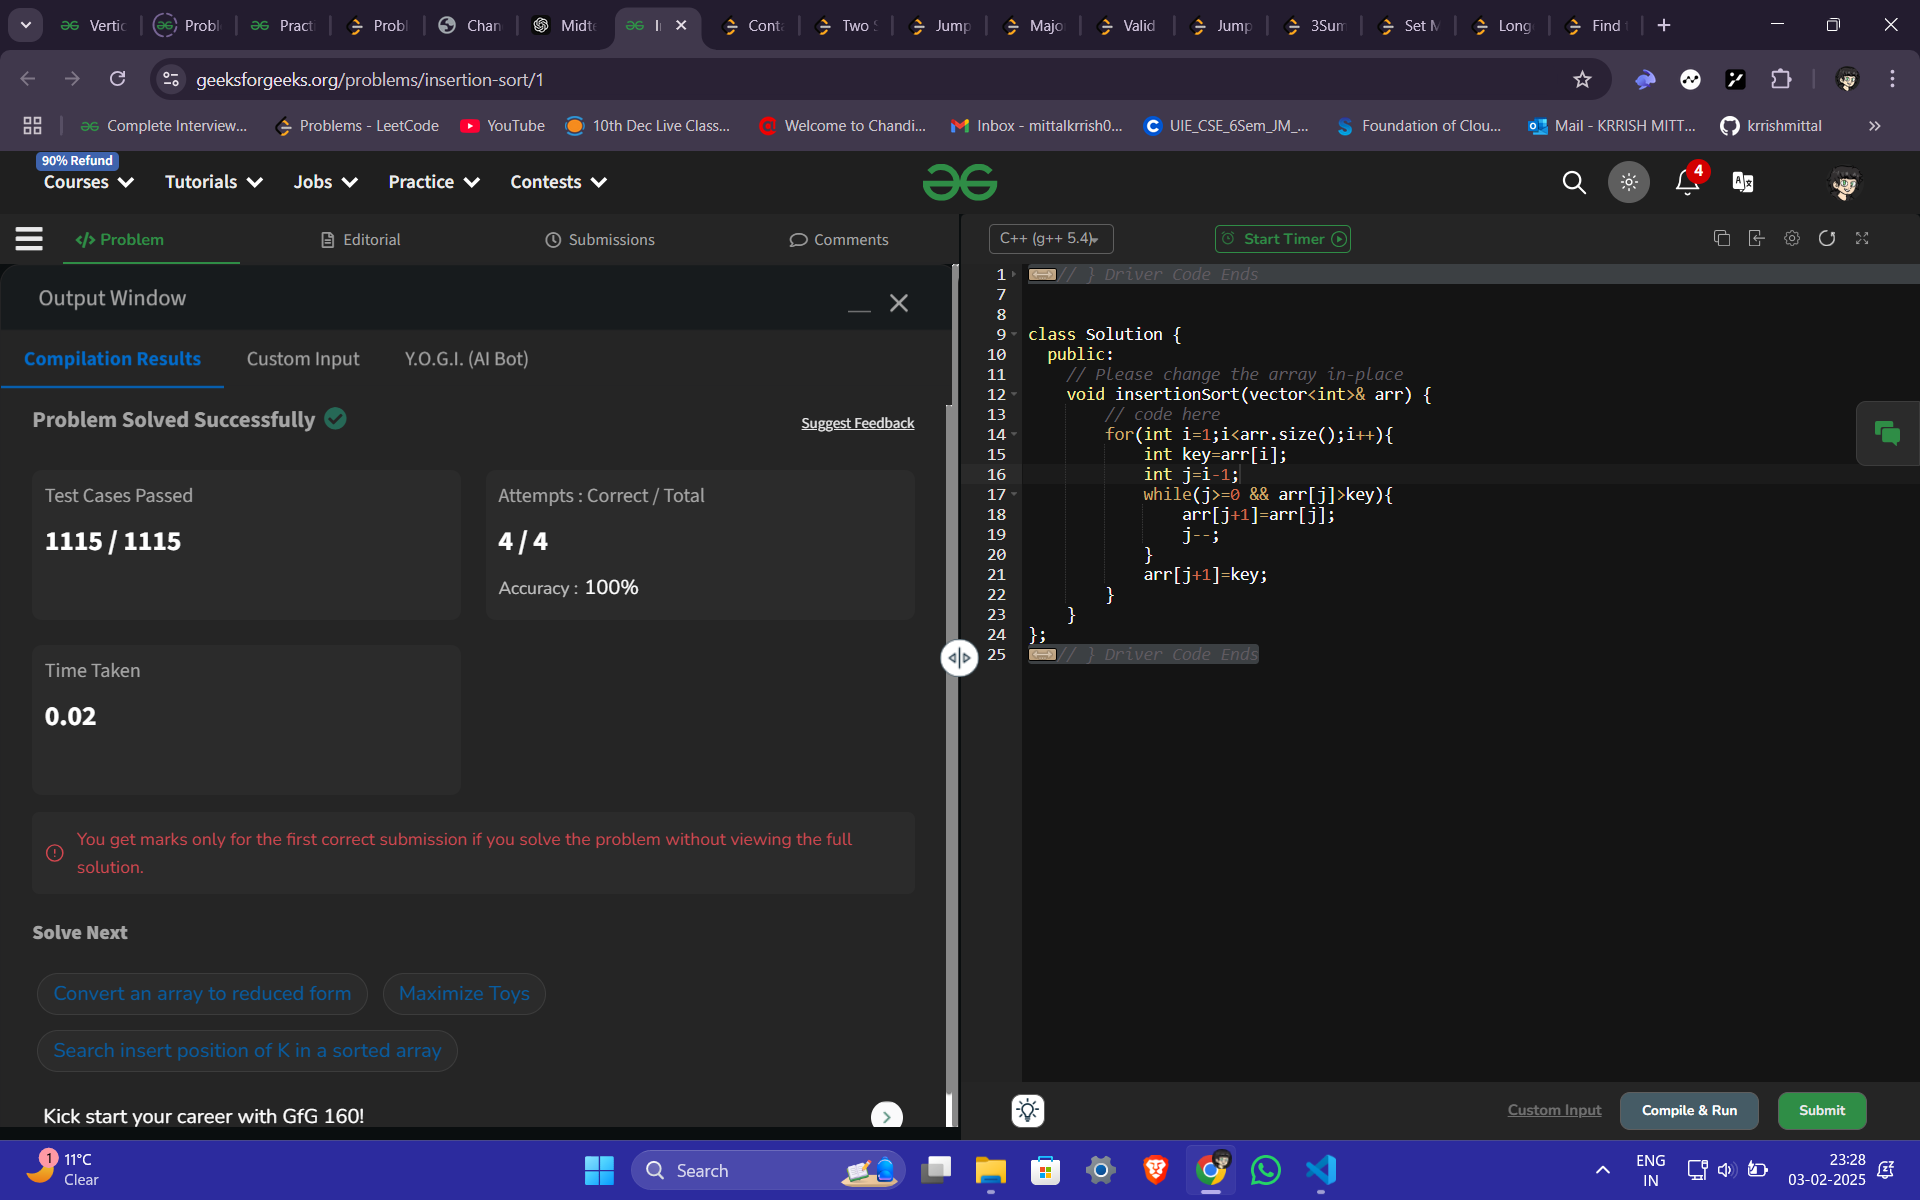 Vertic
Probl
Practi
Probl
Chan
Midte
I
Conta
Two S
Jump
Major
Valid
Jump
3Sum
Set M
Long
Find
geeksforgeeks.org/problems/insertion-sort/1
Complete Interview...
Problems - LeetCode
YouTube
10th Dec Live Class...
Welcome to Chandi...
Inbox - mittalkrrish0...
UIE_CSE_6Sem_JM_...
Foundation of Clou...
Mail - KRRISH MITT...
krrishmittal
90% Refund
Courses
Tutorials
Jobs
Practice
Contests
4
</> Problem
Editorial
Submissions
Comments
Output Window
Compilation Results
Custom Input
Y.O.G.I. (AI Bot)
Problem Solved Successfully
Suggest Feedback
Test Cases Passed
1115 / 1115
Attempts : Correct / Total
4 / 4
Accuracy : 100%
Time Taken
0.02
You get marks only for the first correct submission if you solve the problem without viewing the full
solution.
Solve Next
Convert an array to reduced form
Maximize Toys
Search insert position of K in a sorted array
Kick start your career with GfG 160!
C++ (g++ 5.4)
Start Timer
1 // } Driver Code Ends
7
8
9 class Solution {
10 public:
11 // Please change the array in-place
12 void insertionSort(vector<int>& arr) {
13 // code here
14 for(int i=1;i<arr.size();i++){
15 int key=arr[i];
16 int j=i-1;
17 while(j>=0 && arr[j]>key){
18 arr[j+1]=arr[j];
19 j--;
20 }
21 arr[j+1]=key;
22 }
23 }
24 };
25 // } Driver Code Ends
Custom Input
Compile & Run
Submit
1
11°C
Clear
Search
ENG
IN
23:28
03-02-2025